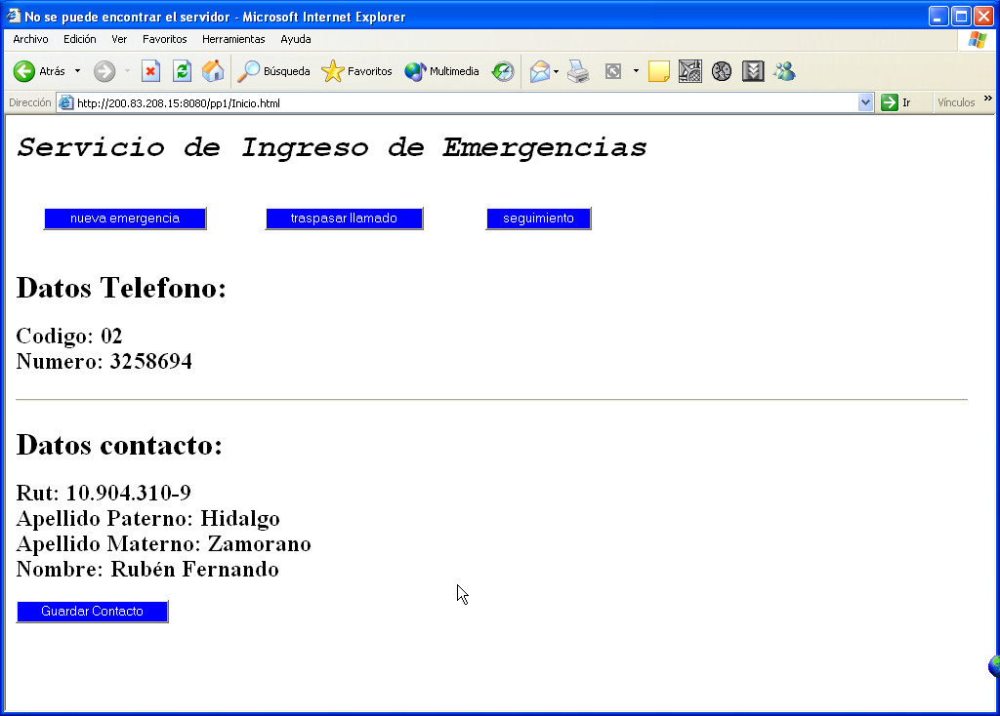 No se puede encontrar el servidor - Microsoft Internet Explorer
Archivo Edición Ver Favoritos Herramientas Ayuda
Atrás Búsqueda Favoritos Multimedia
Dirección http://200.83.208.15:8080/pp1/Inicio.html Ir Vínculos »
Servicio de Ingreso de Emergencias
nueva emergencia traspasar llamado seguimiento
Datos Telefono:
Codigo: 02
Numero: 3258694
Datos contacto:
Rut: 10.904.310-9
Apellido Paterno: Hidalgo
Apellido Materno: Zamorano
Nombre: Rubén Fernando
Guardar Contacto